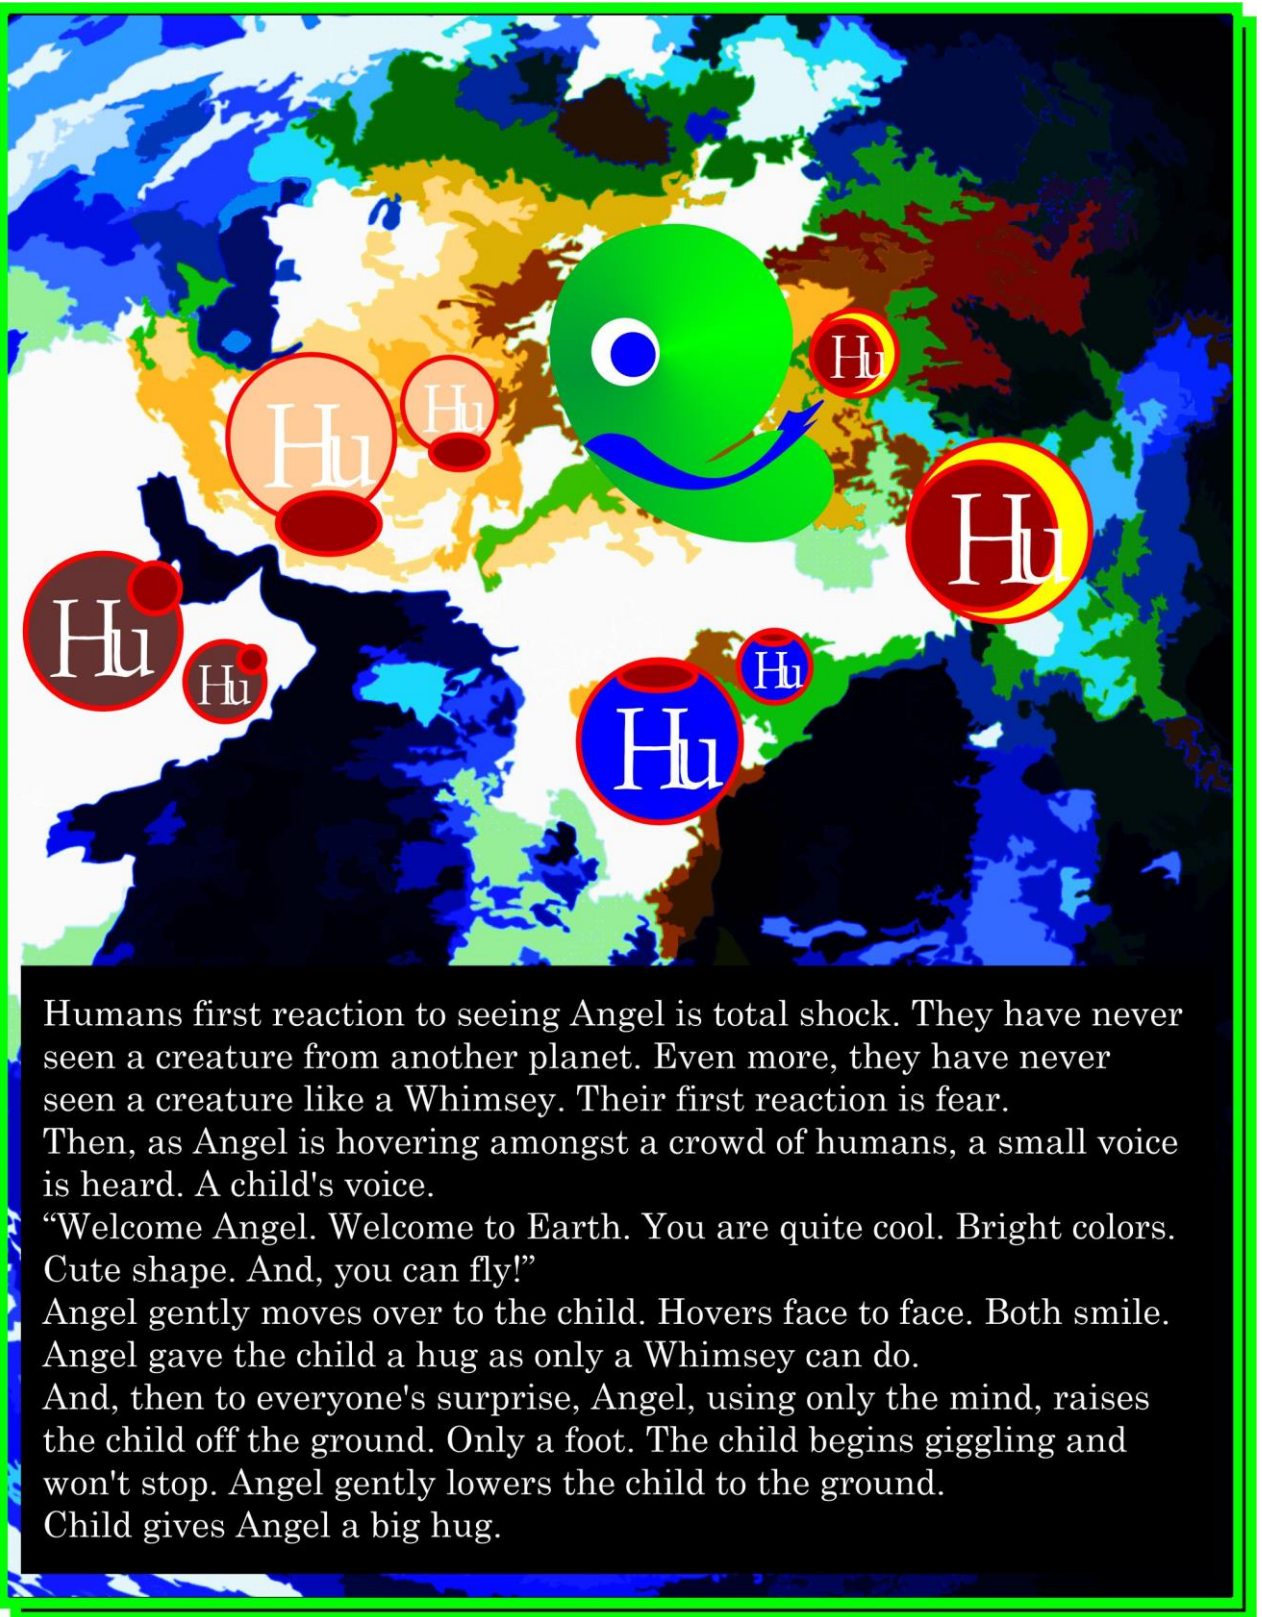 Hu
Hu
Hu
Hu
Hu
Hu
Hu
Hu
Humans first reaction to seeing Angel is total shock. They have never
seen a creature from another planet. Even more, they have never
seen a creature like a Whimsey. Their first reaction is fear.
Then, as Angel is hovering amongst a crowd of humans, a small voice
is heard. A child's voice.
“Welcome Angel. Welcome to Earth. You are quite cool. Bright colors.
Cute shape. And, you can fly!”
Angel gently moves over to the child. Hovers face to face. Both smile.
Angel gave the child a hug as only a Whimsey can do.
And, then to everyone's surprise, Angel, using only the mind, raises
the child off the ground. Only a foot. The child begins giggling and
won't stop. Angel gently lowers the child to the ground.
Child gives Angel a big hug.